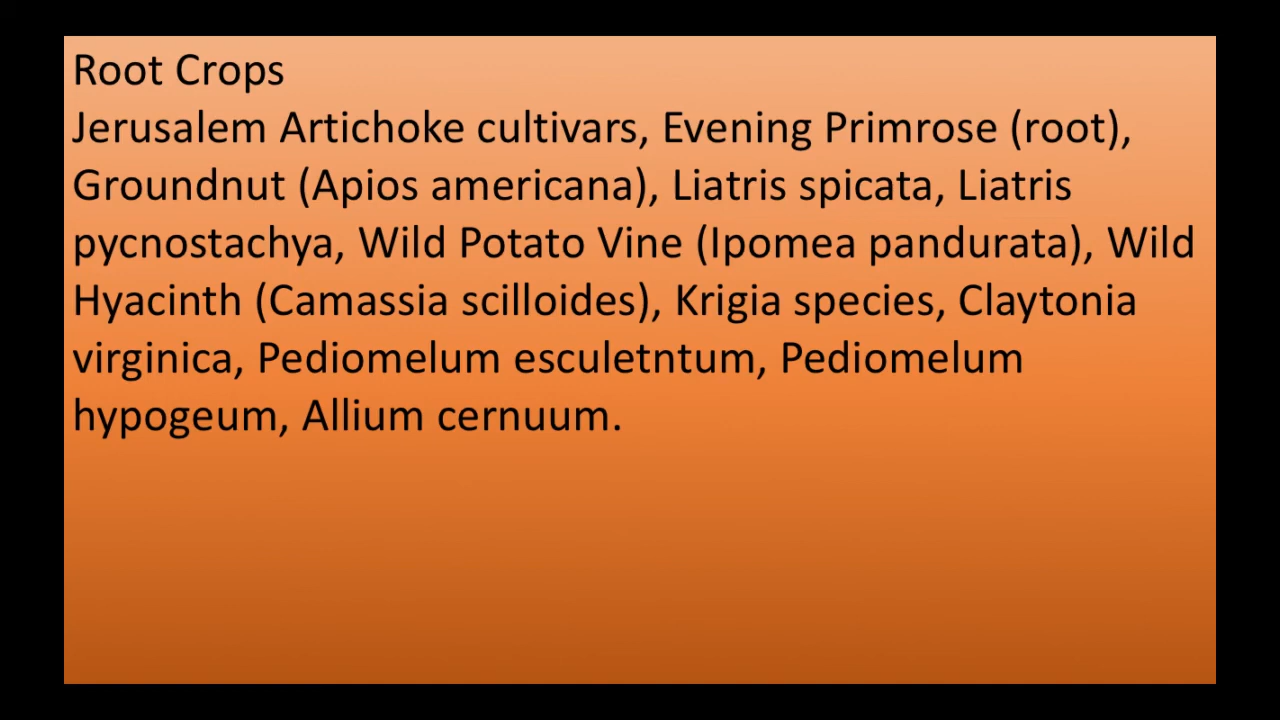 Root Crops
Jerusalem Artichoke cultivars, Evening Primrose (root),
Groundnut (Apios americana), Liatris spicata, Liatris
pycnostachya, Wild Potato Vine (Ipomea pandurata), Wild
Hyacinth (Camassia scilloides), Krigia species, Claytonia
virginica, Pediomelum esculetntum, Pediomelum
hypogeum, Allium cernuum.